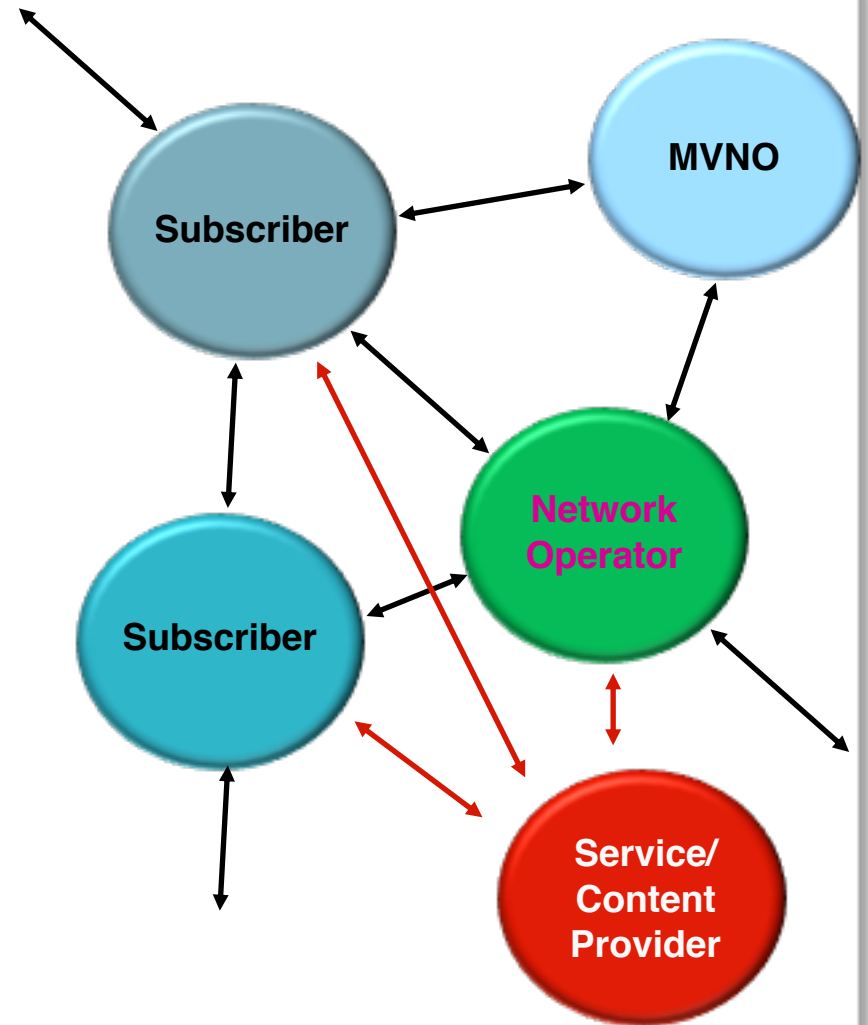 MVNO
Subscriber
Network
Operator
Subscriber
Service/
Content
Provider